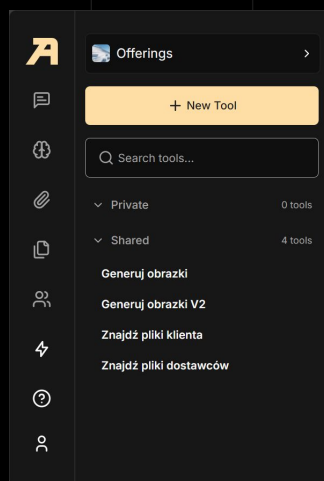 Offerings
+ New Tool
Search tools...
Private 0 tools
Shared 4 tools
Generuj obrazki
Generuj obrazki V2
Znajdź pliki klienta
Znajdź pliki dostawców